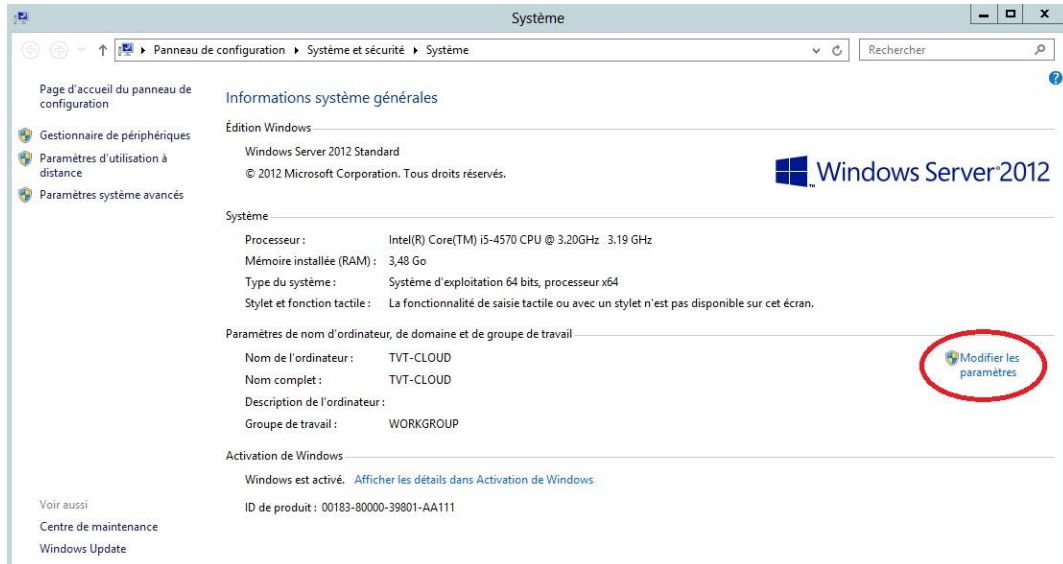 Système
Panneau de configuration ▸ Système et sécurité ▸ Système
Rechercher
Page d'accueil du panneau de
configuration
Gestionnaire de périphériques
Paramètres d'utilisation à
distance
Paramètres système avancés
Voir aussi
Centre de maintenance
Windows Update
Informations système générales
Édition Windows
Windows Server 2012 Standard
© 2012 Microsoft Corporation. Tous droits réservés.
Windows Server 2012
Système
Processeur : Intel(R) Core(TM) i5-4570 CPU @ 3.20GHz 3.19 GHz
Mémoire installée (RAM) : 3,48 Go
Type du système : Système d'exploitation 64 bits, processeur x64
Stylet et fonction tactile : La fonctionnalité de saisie tactile ou avec un stylet n'est pas disponible sur cet écran.
Paramètres de nom d'ordinateur, de domaine et de groupe de travail
Nom de l'ordinateur : TVT-CLOUD
Modifier les
paramètres
Nom complet : TVT-CLOUD
Description de l'ordinateur :
Groupe de travail : WORKGROUP
Activation de Windows
Windows est activé. Afficher les détails dans Activation de Windows
ID de produit : 00183-80000-39801-AA111